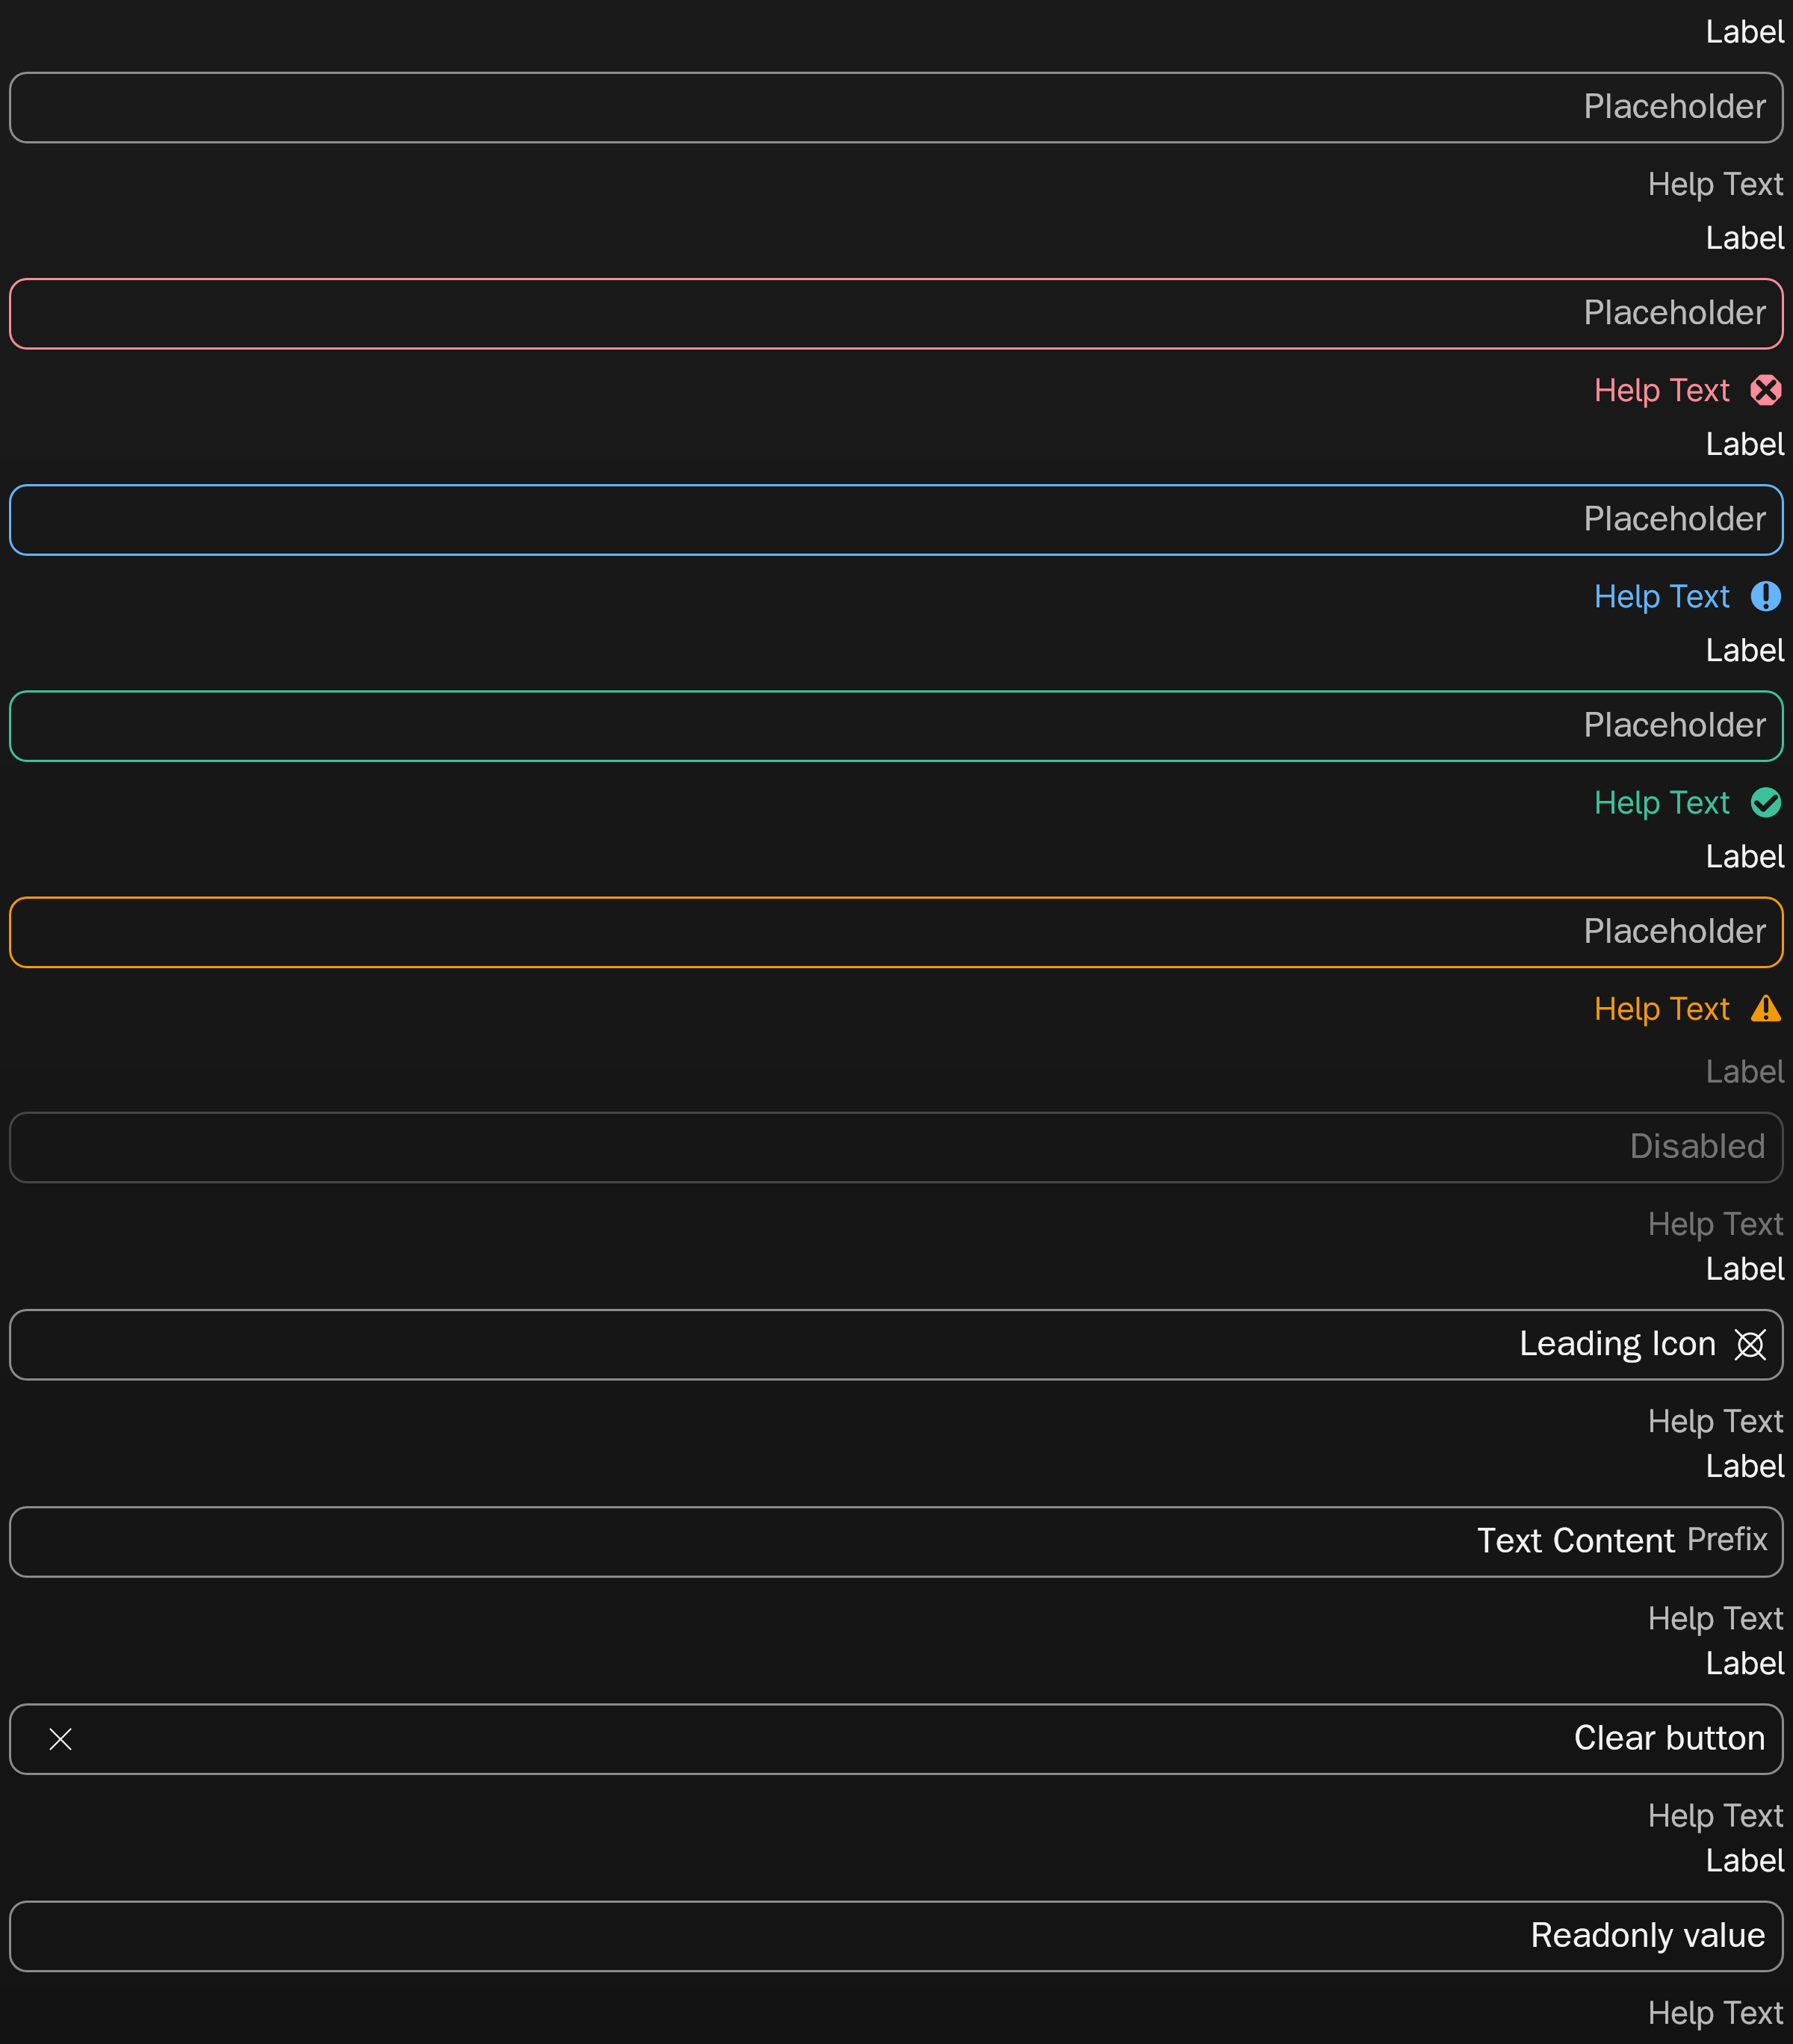 Label
Placeholder
Help Text
Label
Placeholder
Help Text
Label
Placeholder
Help Text
Label
Placeholder
Help Text
Label
Placeholder
Help Text
Label
Disabled
Help Text
Label
Leading Icon
Help Text
Label
Text Content Prefix
Help Text
Label
Clear button
Help Text
Label
Readonly value
Help Text